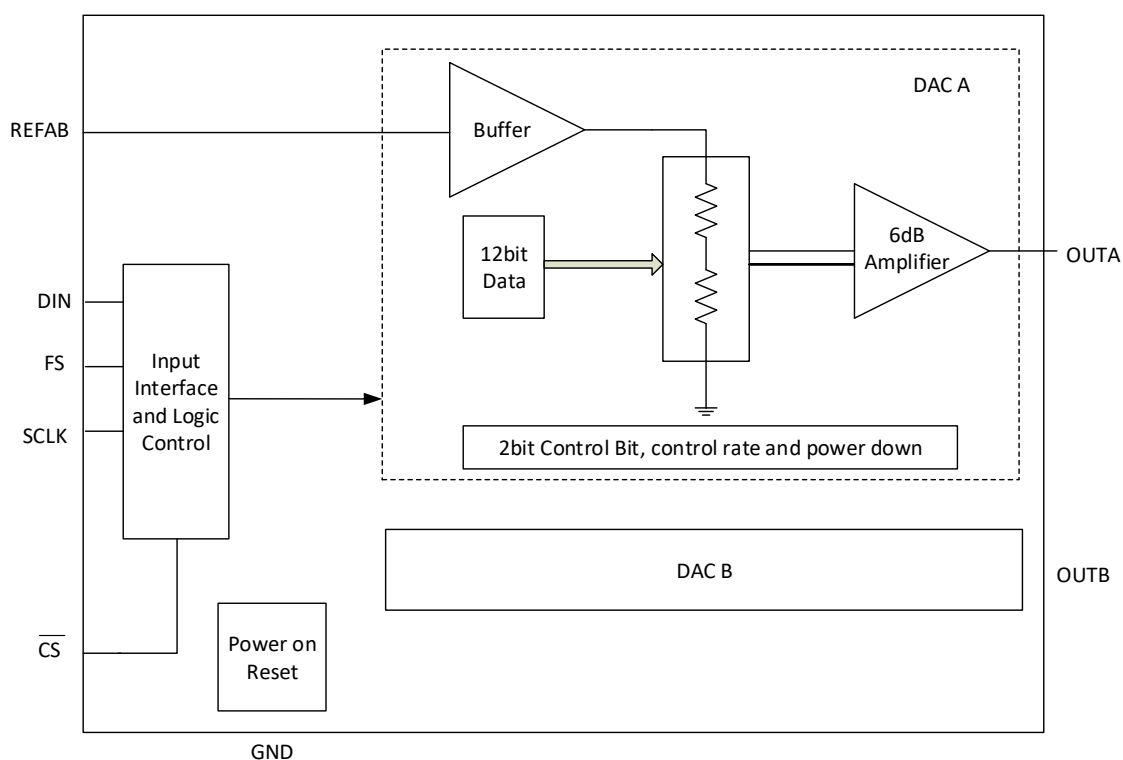 DAC A
REFAB
Buffer
6dB
Amplifier
OUTA
12bit
Data
DIN
FS
SCLK
Input
Interface
and Logic
Control
2bit Control Bit, control rate and power down
DAC B
OUTB
C̅S̅
Power on
Reset
GND